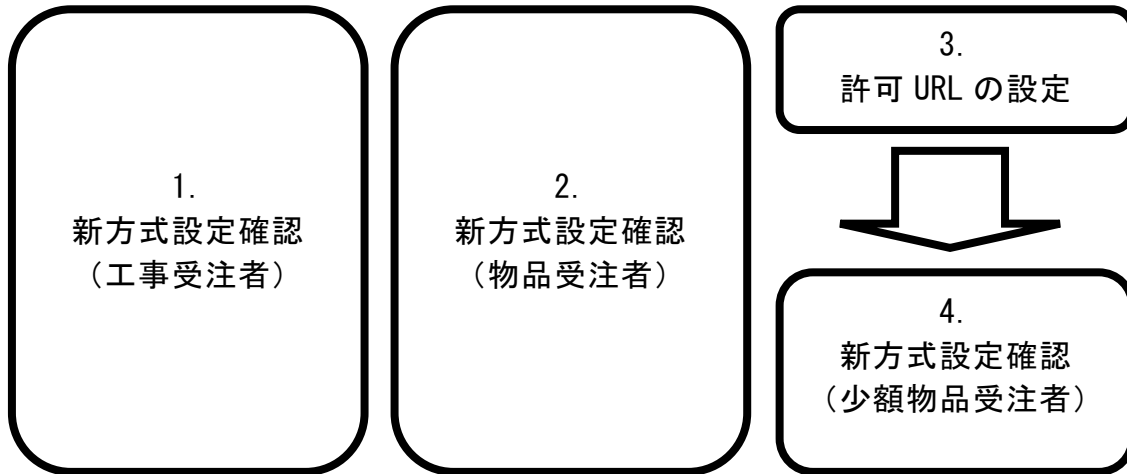 1.
新方式設定確認
（工事受注者）
2.
新方式設定確認
（物品受注者）
3.
許可 URL の設定
4.
新方式設定確認
（少額物品受注者）